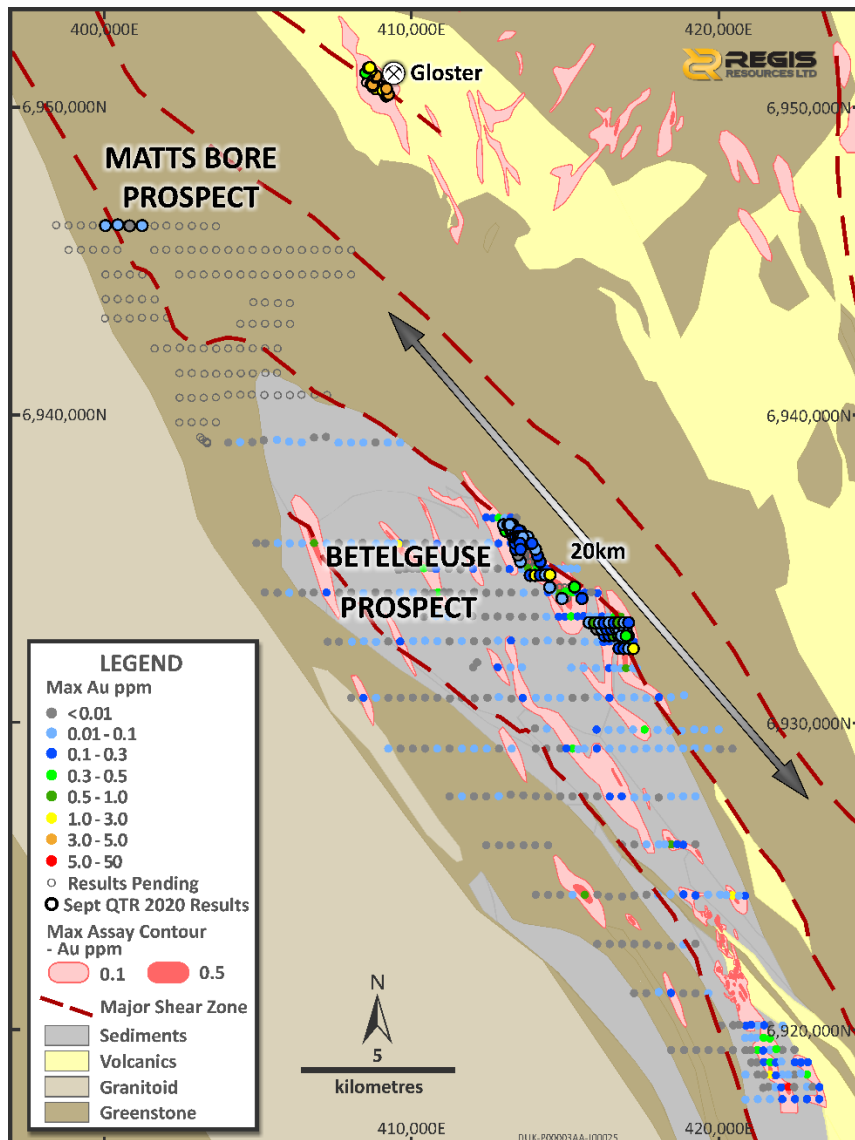 400,000E
410,000E
420,000E
REGIS
RESOURCES LTD
Gloster
6,950,000N
6,950,000N
MATTS BORE
PROSPECT
6,940,000N
6,940,000N
20km
BETELGEUSE
PROSPECT
6,930,000N
LEGEND
Max Au ppm
<0.01
0.01 - 0.1
0.1 - 0.3
0.3 - 0.5
0.5 - 1.0
1.0 - 3.0
3.0 - 5.0
5.0 - 50
Results Pending
Sept QTR 2020 Results
Max Assay Contour
- Au ppm
0.1
0.5
Major Shear Zone
Sediments
Volcanics
Granitoid
Greenstone
N
5
kilometres
6,920,000N
410,000E
420,000E